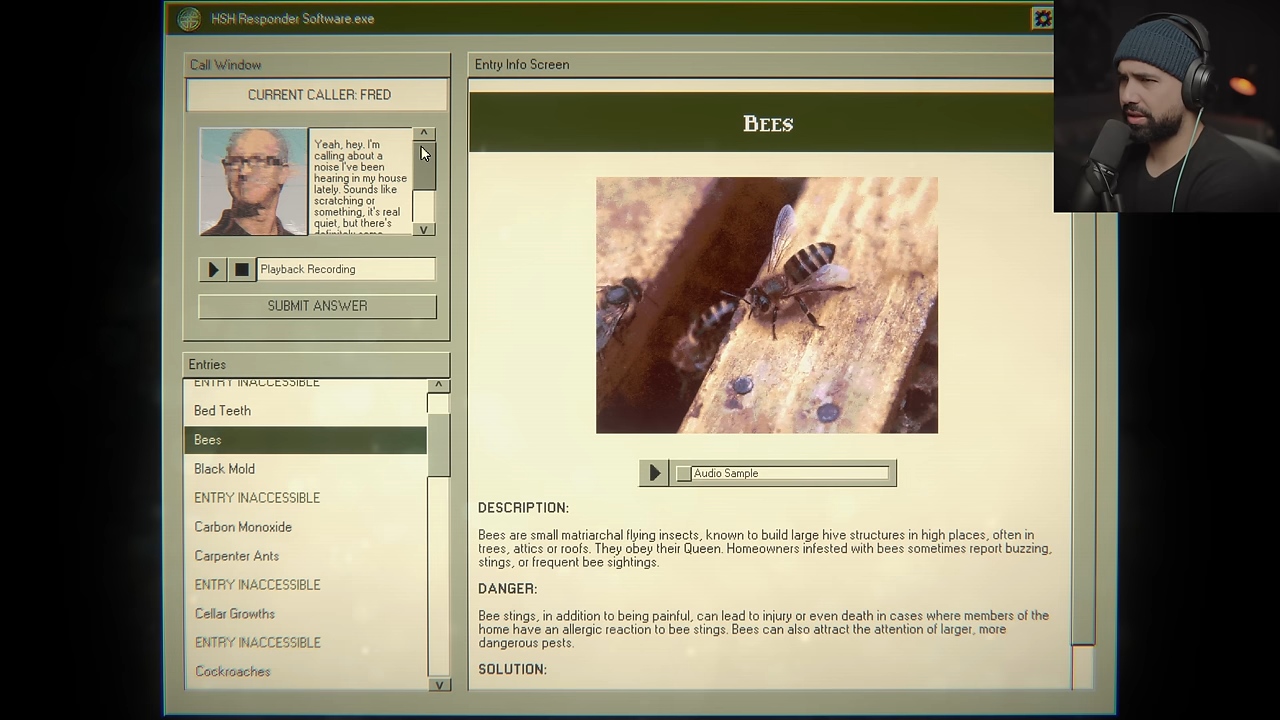 HSH Responder Software.exe
Call Window
CURRENT CALLER: FRED
Yeah, hey. I'm
calling about a
noise I've been
hearing in my house
lately. Sounds like
scratching or
something, it's real
quiet, but there's
definitely some
Playback Recording
SUBMIT ANSWER
Entries
ENTRY INACCESSIBLE
Bed Teeth
Bees
Black Mold
ENTRY INACCESSIBLE
Carbon Monoxide
Carpenter Ants
ENTRY INACCESSIBLE
Cellar Growths
ENTRY INACCESSIBLE
Cockroaches
Entry Info Screen
Bees
Audio Sample
DESCRIPTION:
Bees are small matriarchal flying insects, known to build large hive structures in high places, often in
trees, attics or roofs. They obey their Queen. Homeowners infested with bees sometimes report buzzing,
stings, or frequent bee sightings.
DANGER:
Bee stings, in addition to being painful, can lead to injury or even death in cases where members of the
home have an allergic reaction to bee stings. Bees can also attract the attention of larger, more
dangerous pests.
SOLUTION: